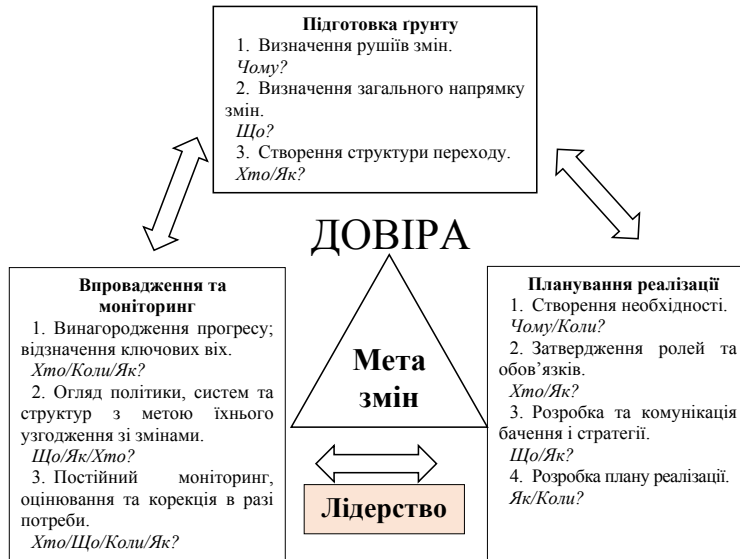 Підготовка ґрунту
1. Визначення рушіїв змін.
Чому?
2. Визначення загального напрямку
змін.
Що?
3. Створення структури переходу.
Хто/Як?
ДОВІРА
Впровадження та
моніторинг
1. Винагородження прогресу;
відзначення ключових віх.
Хто/Коли/Як?
2. Огляд політики, систем та
структур з метою їхнього
узгодження зі змінами.
Що/Як/Хто?
3. Постійний моніторинг,
оцінювання та корекція в разі
потреби.
Хто/Що/Коли/Як?
Мета
змін
Лідерство
Планування реалізації
1. Створення необхідності.
Чому/Коли?
2. Затвердження ролей та
обов’язків.
Хто/Як?
3. Розробка та комунікація
бачення і стратегії.
Що/Як?
4. Розробка плану реалізації.
Як/Коли?